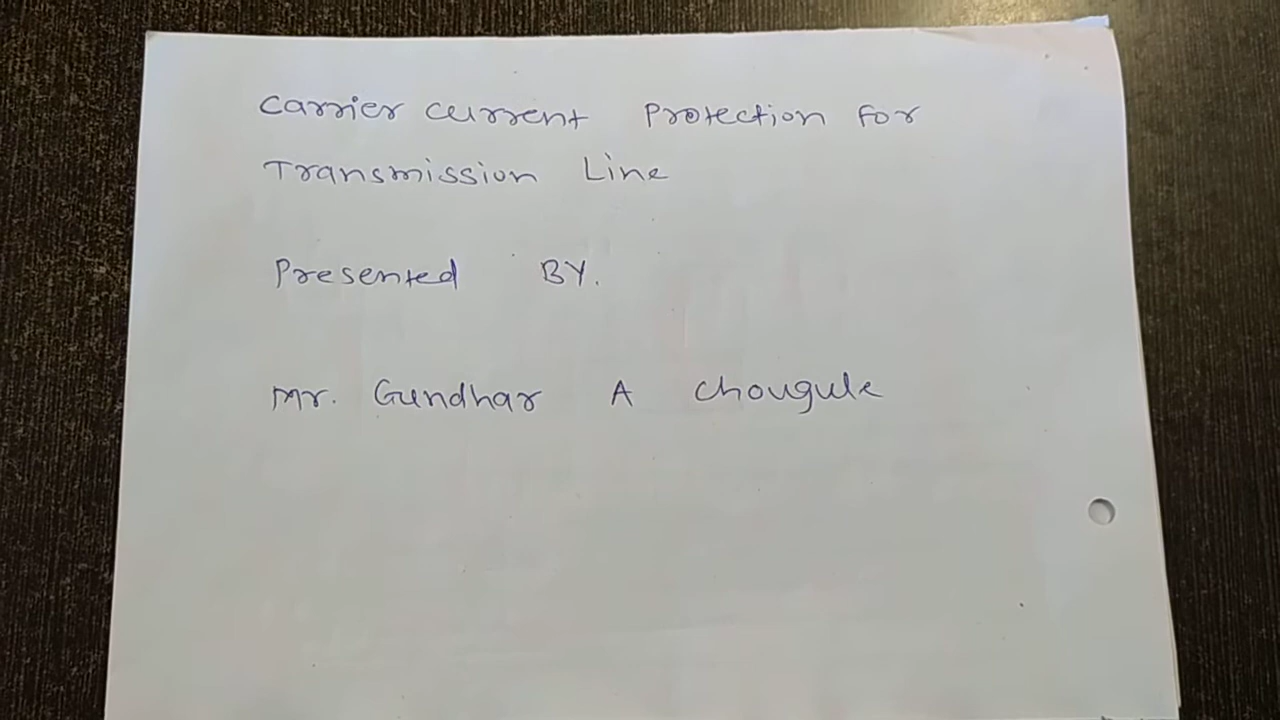 Carrier current Protection For
Transmission Line
Presented BY.
Mr. Gundhar A Chougule